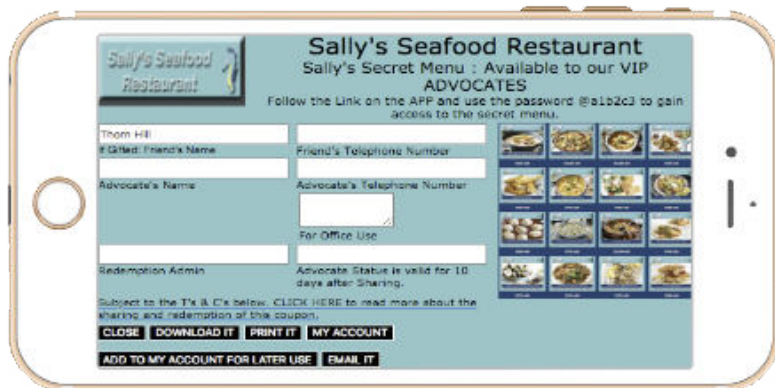 Sally's Seafood
Restaurant
Sally's Seafood Restaurant
Sally's Secret Menu : Available to our VIP
ADVOCATES
Follow the Link on the APP and use the password @a1b2c3 to gain
access to the secret menu.
Thom Hill
If Gifted: Friend's Name
Friend's Telephone Number
Advocate's Name
Advocate's Telephone Number
For Office Use
Redemption Admin
Advocate Status is valid for 10
days after Sharing.
Subject to the T's & C's below. CLICK HERE to read more about the
sharing and redemption of this
coupon.
CLOSE
DOWNLOAD IT
PRINT IT
MY ACCOUNT
ADD TO MY ACCOUNT FOR LATER USE
EMAIL IT